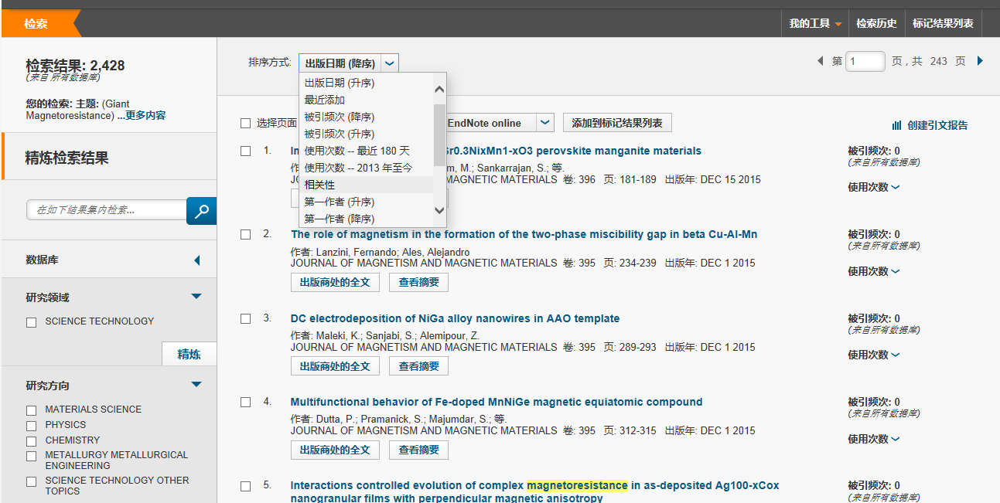 检索
我的工具
检索历史
标记结果列表
检索结果: 2,428
(来自 所有数据库)
您的检索: 主题: (Giant
Magnetoresistance) ...更多内容
精炼检索结果
在如下结果集内检索...
数据库
研究领域
SCIENCE TECHNOLOGY
精炼
研究方向
MATERIALS SCIENCE
PHYSICS
CHEMISTRY
METALLURGY METALLURGICAL
ENGINEERING
SCIENCE TECHNOLOGY OTHER
TOPICS
排序方式: 出版日期 (降序)
出版日期 (升序)
最近添加
被引频次 (降序)
被引频次 (升序)
使用次数 -- 最近 180 天
使用次数 -- 2013 年至今
相关性
第一作者 (升序)
第一作者 (降序)
第 1 页, 共 243 页
选择页面
EndNote online
添加到标记结果列表
创建引文报告
1.
r0.3NixMn1-xO3 perovskite manganite materials
M.; Sankarrajan, S.; 等.
MAGNETIC MATERIALS 卷: 396 页: 181-189 出版年: DEC 15 2015
被引频次: 0
(来自所有数据库)
使用次数
2. The role of magnetism in the formation of the two-phase miscibility gap in beta Cu-Al-Mn
作者: Lanzini, Fernando; Ales, Alejandro
JOURNAL OF MAGNETISM AND MAGNETIC MATERIALS 卷: 395 页: 234-239 出版年: DEC 1 2015
出版商处的全文 查看摘要
被引频次: 0
(来自所有数据库)
使用次数
3. DC electrodeposition of NiGa alloy nanowires in AAO template
作者: Maleki, K.; Sanjabi, S.; Alemipour, Z.
JOURNAL OF MAGNETISM AND MAGNETIC MATERIALS 卷: 395 页: 289-293 出版年: DEC 1 2015
出版商处的全文 查看摘要
被引频次: 0
(来自所有数据库)
使用次数
4. Multifunctional behavior of Fe-doped MnNiGe magnetic equiatomic compound
作者: Dutta, P.; Pramanick, S.; Majumdar, S.; 等.
JOURNAL OF MAGNETISM AND MAGNETIC MATERIALS 卷: 395 页: 312-315 出版年: DEC 1 2015
出版商处的全文 查看摘要
被引频次: 0
(来自所有数据库)
使用次数
5. Interactions controlled evolution of complex magnetoresistance in as-deposited Ag100-xCox
nanogranular films with perpendicular magnetic anisotropy
被引频次: 0
(来自所有数据库)